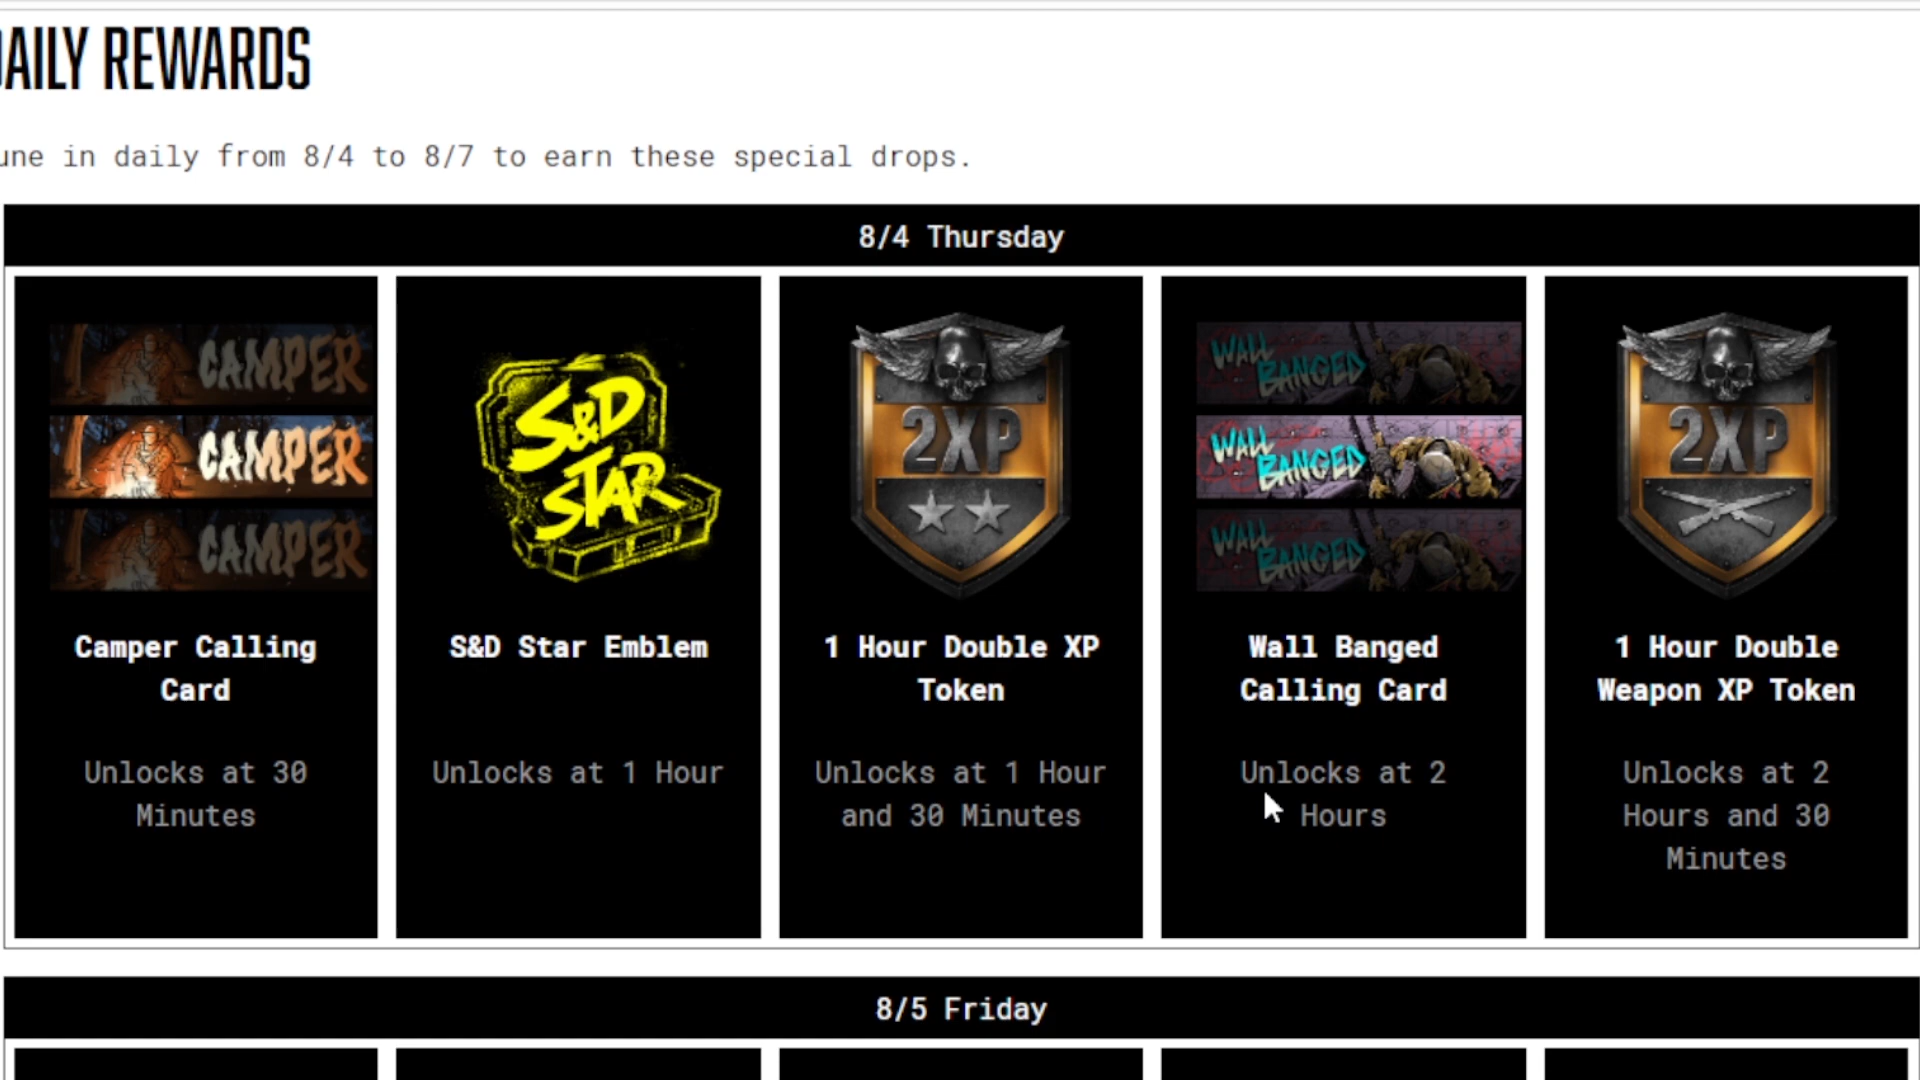 DAILY REWARDS
une in daily from 8/4 to 8/7 to earn these special drops.
8/4 Thursday
CAMPER
CAMPER
CAMPER
S&D
STAR
2XP
WALL
BANGED
WALL
BANGED
WALL
BANGED
2XP
Camper Calling
Card
Unlocks at 30
Minutes
S&D Star Emblem
Unlocks at 1 Hour
1 Hour Double XP
Token
Unlocks at 1 Hour
and 30 Minutes
Wall Banged
Calling Card
Unlocks at 2
Hours
1 Hour Double
Weapon XP Token
Unlocks at 2
Hours and 30
Minutes
8/5 Friday